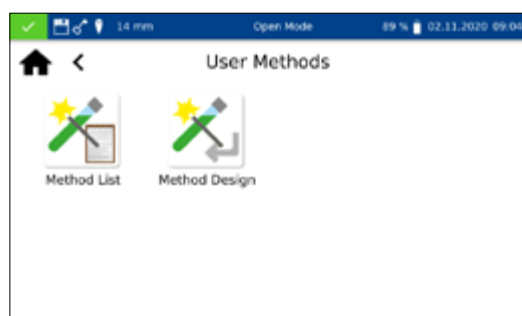 14 mm Open Mode 89 % 02.11.2020 09:04
User Methods
Method List Method Design